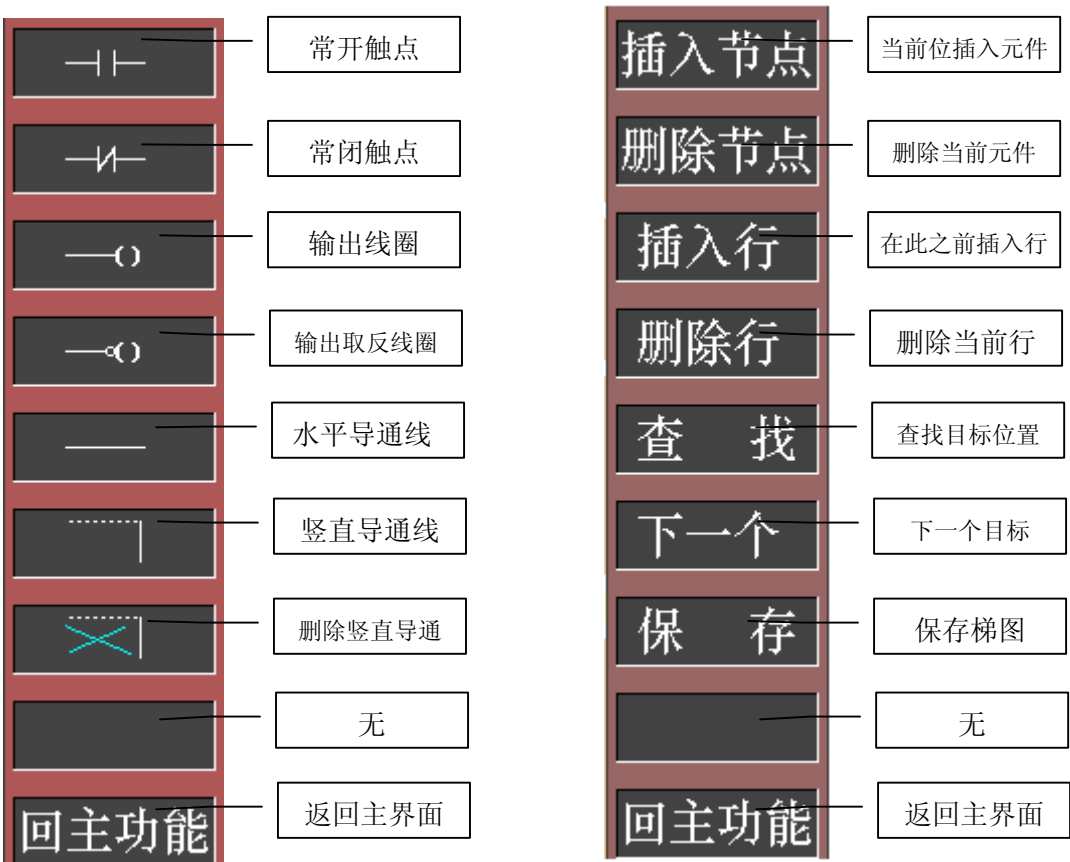 常开触点
常闭触点
输出线圈
输出取反线圈
水平导通线
竖直导通线
删除竖直导通
无
回主功能
返回主界面
插入节点
当前位插入元件
删除节点
删除当前元件
插入行
在此之前插入行
删除行
删除当前行
查 找
查找目标位置
下一个
下一个目标
保 存
保存梯图
无
回主功能
返回主界面